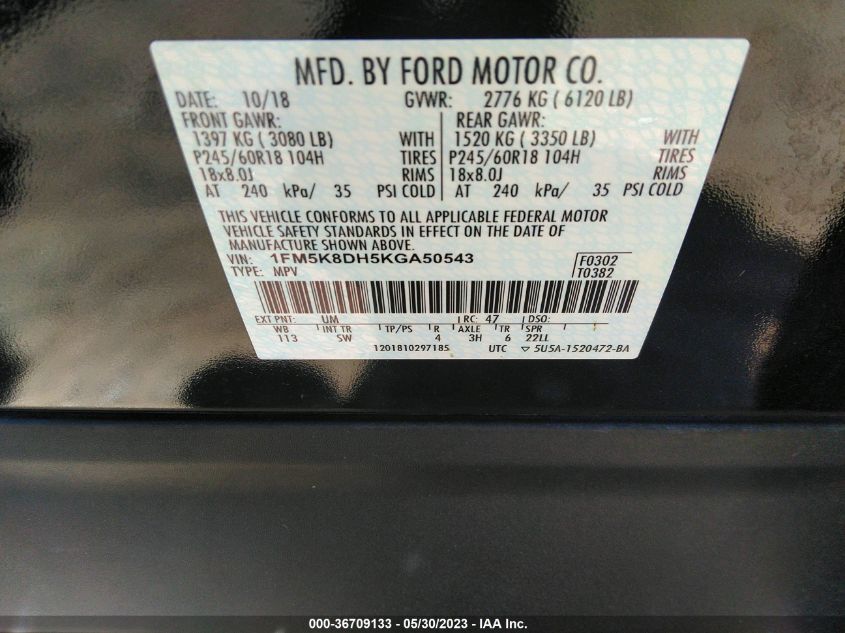 MFD. BY FORD MOTOR CO.
DATE: 10/18 GVWR: 2776 KG ( 6120 LB)
FRONT GAWR: REAR GAWR:
1397 KG ( 3080 LB) WITH 1520 KG ( 3350 LB) WITH
P245/60R18 104H TIRES P245/60R18 104H TIRES
18x8.0J RIMS 18x8.0J RIMS
AT 240 kPa/ 35 PSI COLD AT 240 kPa/ 35 PSI COLD
THIS VEHICLE CONFORMS TO ALL APPLICABLE FEDERAL MOTOR
VEHICLE SAFETY STANDARDS IN EFFECT ON THE DATE OF
MANUFACTURE SHOWN ABOVE.
VIN: 1FM5K8DH5KGA50543 F0302
TYPE: MPV T0382
EXT PNT: UM RC: 47 DSO:
WB INT TR TP/PS R AXLE TR SPR
113 SW 4 3H 6 22LL
1201810297185 UTC ▽ 5U5A-1520472-BA
000-36709133 - 05/30/2023 - IAA Inc.